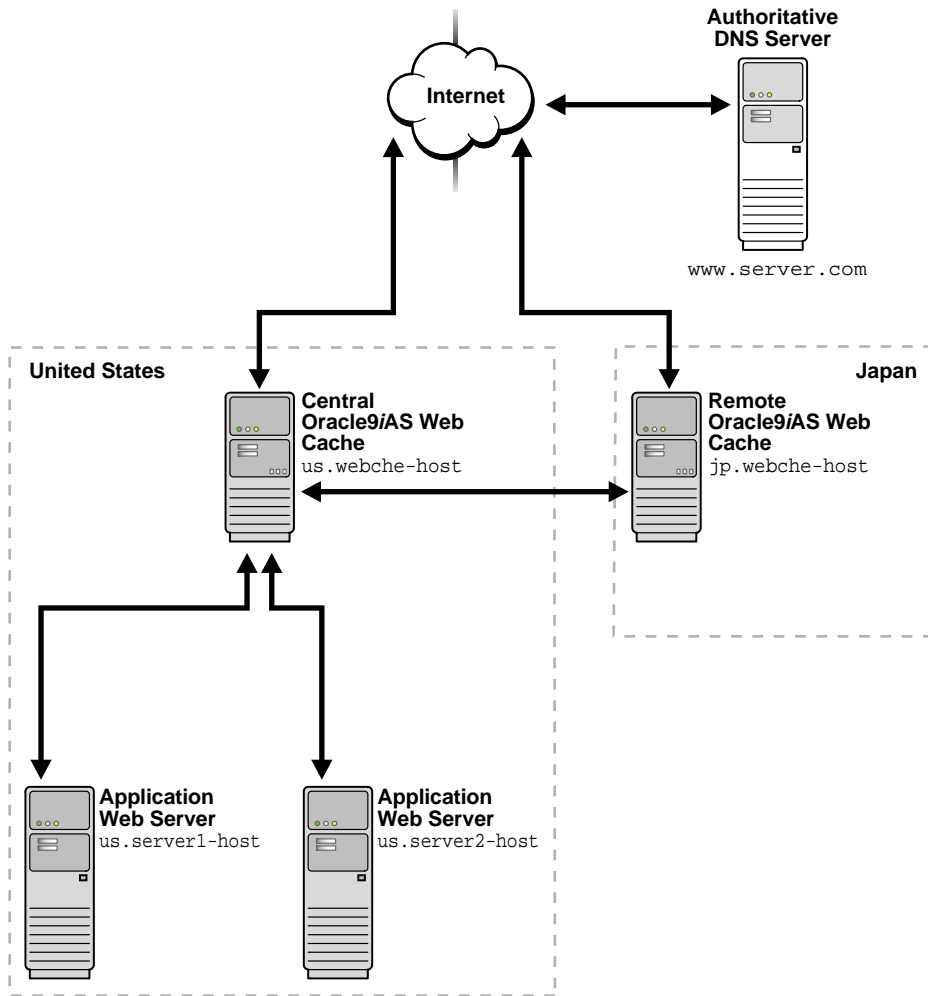 Authoritative
DNS Server
Internet
www.server.com
United States
Japan
Central
Oracle9iAS Web
Cache
us.webche-host
Remote
Oracle9iAS Web
Cache
jp.webche-host
Application
Web Server
us.server1-host
Application
Web Server
us.server2-host